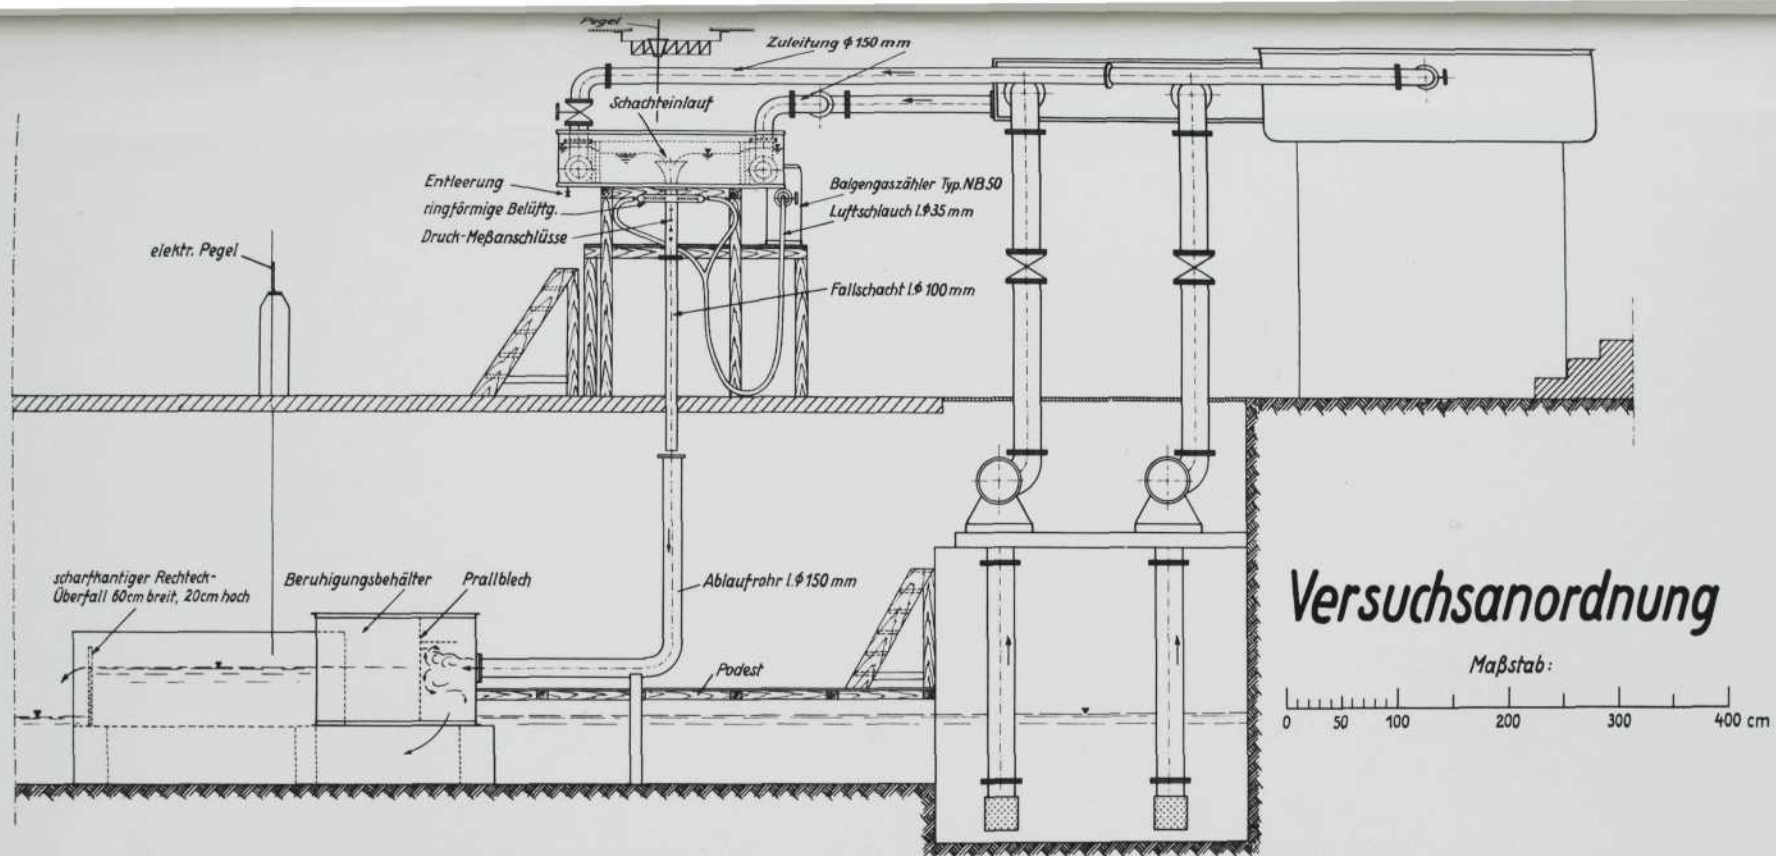 Pegel
Zuleitung ϕ 150 mm
Schachteinlauf
Entleerung
ringförmige Belüftg.
Druck-Meßanschlüsse
Balgengaszähler Typ. NB 50
Luftschlauch l.ϕ 35 mm
elektr. Pegel
Fallschacht l.ϕ 100 mm
scharfkantiger Rechteck-
Überfall 60cm breit, 20cm hoch
Beruhigungsbehälter
Prallblech
Ablaufrohr l.ϕ 150 mm
Podest
Versuchsanordnung
Maßstab:
0 50 100 200 300 400 cm